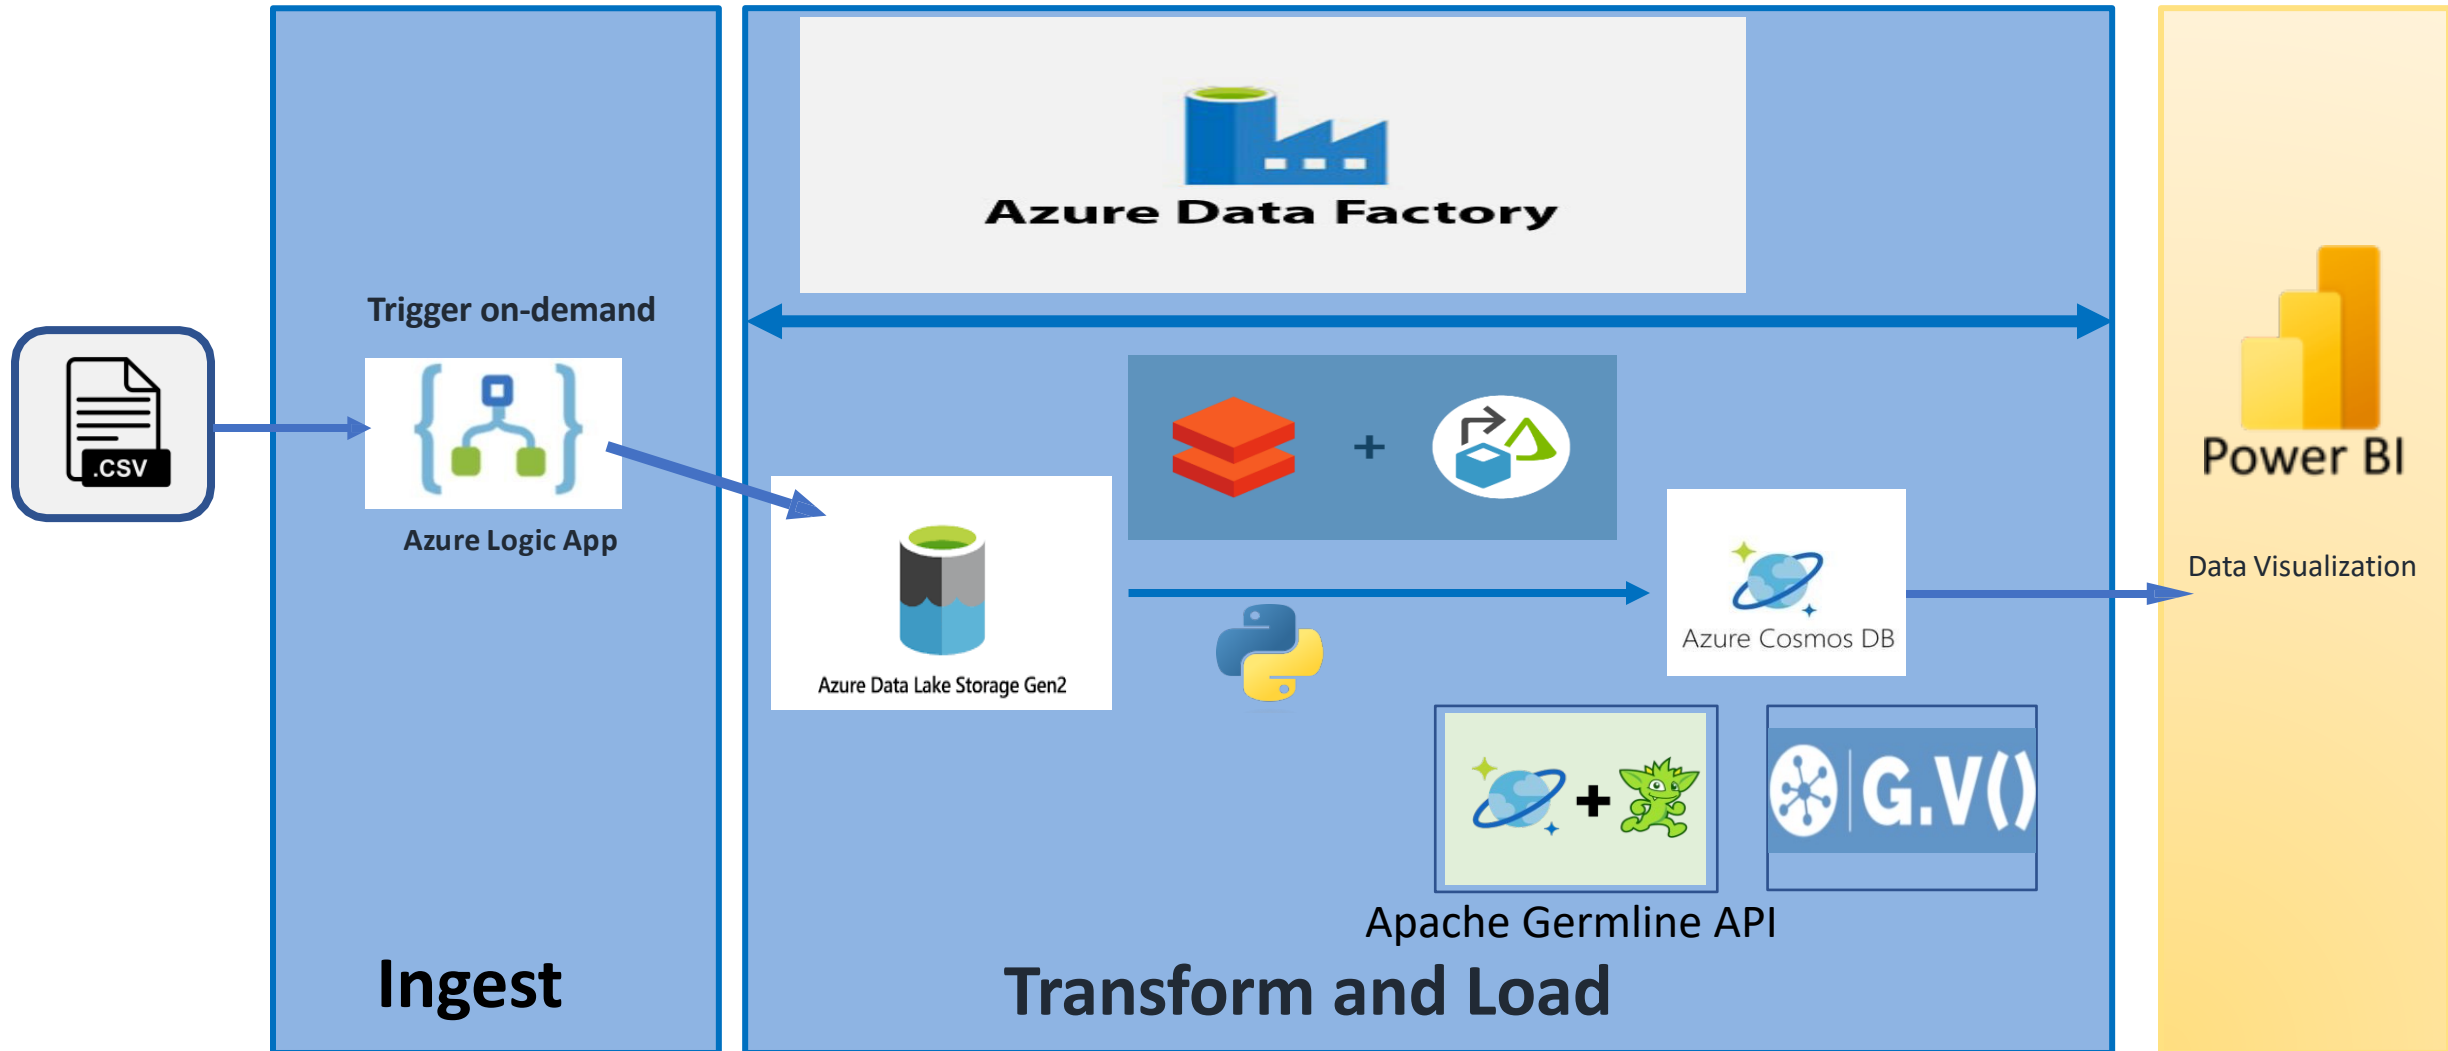 Azure Data Factory
Trigger on-demand
.CSV
Azure Logic App
+
Azure Data Lake Storage Gen2
Azure Cosmos DB
Power BI
Data Visualization
+
G.V()
Apache Germline API
Ingest
Transform and Load